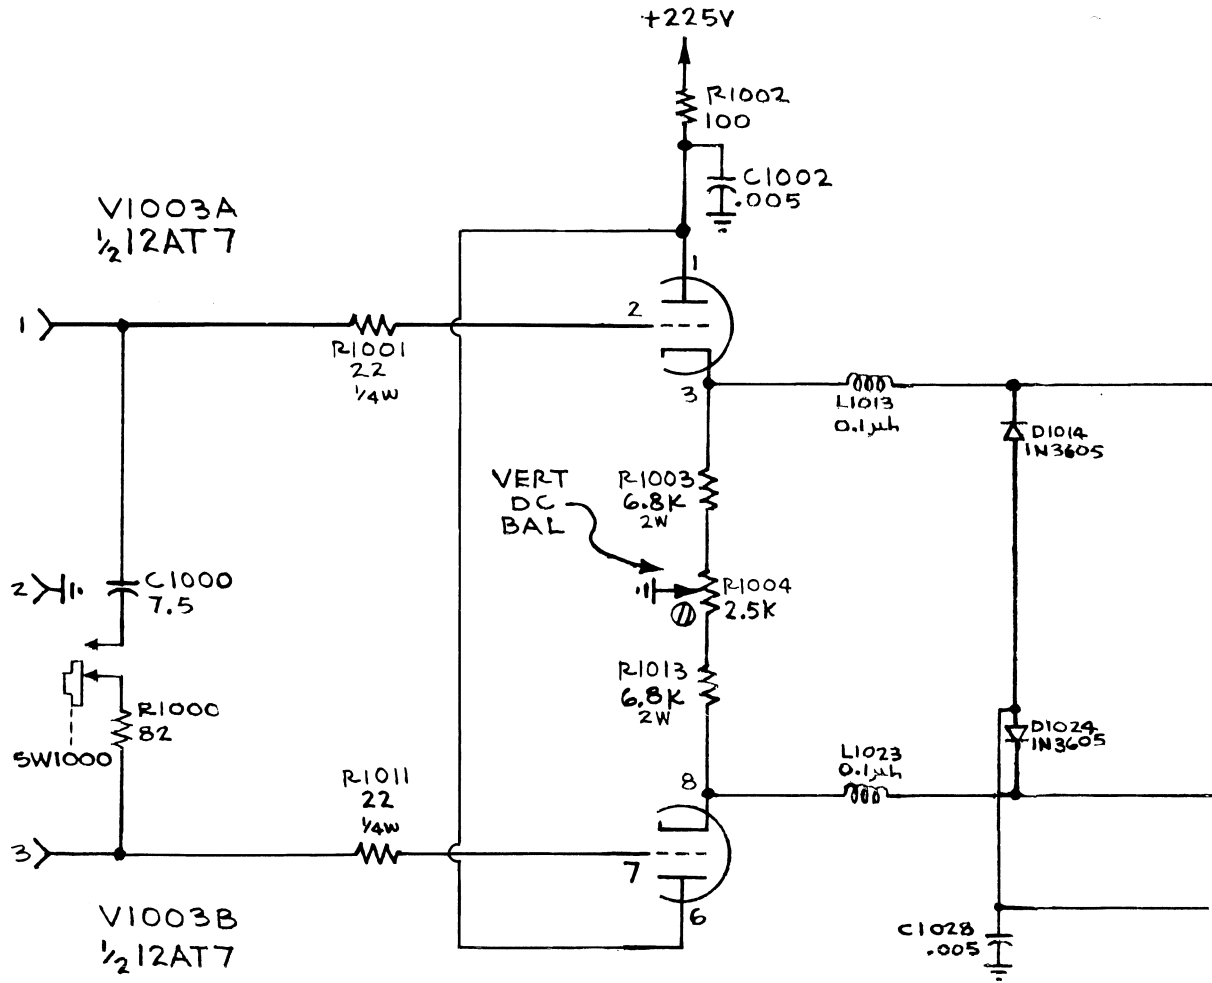 +225V
R1002
100
C1002
.005
V1003A
½12AT7
1
2
1
R1001
22
¼W
3
L1013
0.1µh
D1014
1N3605
VERT
DC
BAL
R1003
6.8K
2W
2
C1000
7.5
R1004
2.5K
R1013
6.8K
2W
R1000
82
SW1000
D1024
1N3605
L1023
0.1µh
8
R1011
22
¼W
3
7
6
V1003B
½12AT7
C1028
.005